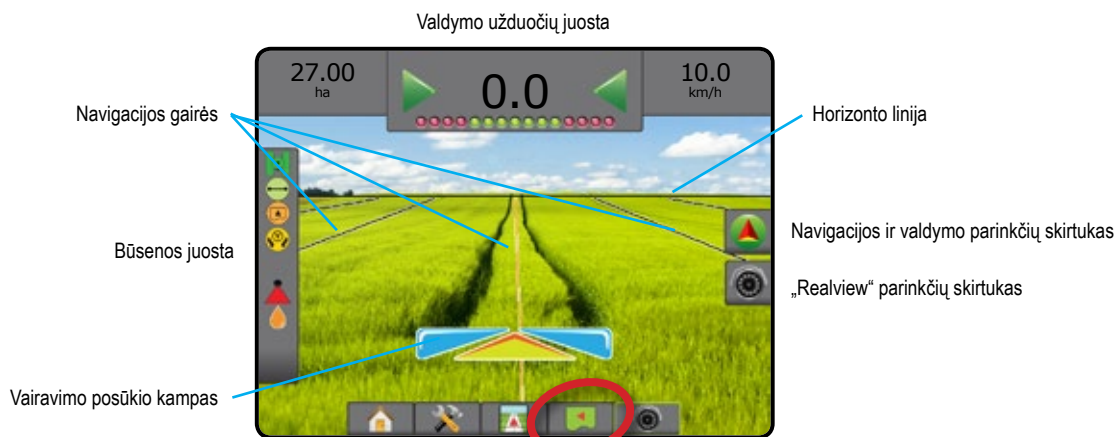 Valdymo užduočių juosta
27.00
ha
0.0
10.0
km/h
Navigacijos gairės
Horizonto linija
Būsenos juosta
Navigacijos ir valdymo parinkčių skirtukas
„Realview“ parinkčių skirtukas
Vairavimo posūkio kampas